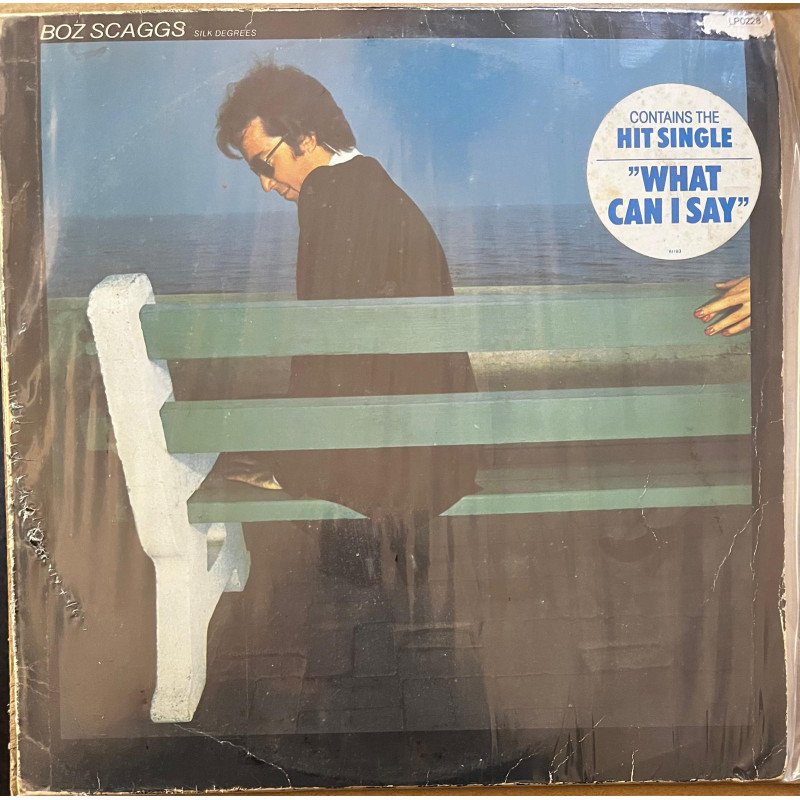 BOZ SCAGGS SILK DEGREES
LP0228
CONTAINS THE
HIT SINGLE
"WHAT
CAN I SAY"